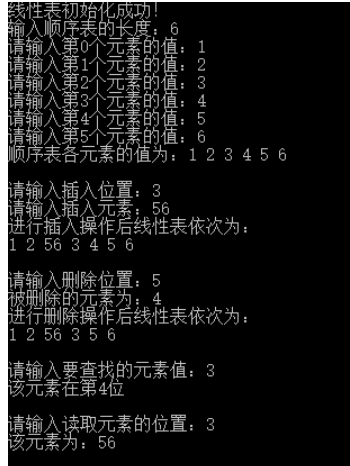 线性表初始化成功!
输入顺序表的长度: 6
请输入第0个元素的值: 1
请输入第1个元素的值: 2
请输入第2个元素的值: 3
请输入第3个元素的值: 4
请输入第4个元素的值: 5
请输入第5个元素的值: 6
顺序表各元素的值为: 1 2 3 4 5 6
请输入插入位置: 3
请输入插入元素: 56
进行插入操作后线性表依次为:
1 2 56 3 4 5 6
请输入删除位置: 5
被删除的元素为: 4
进行删除操作后线性表依次为:
1 2 56 3 5 6
请输入要查找的元素值: 3
该元素在第4位
请输入读取元素的位置: 3
该元素为: 56